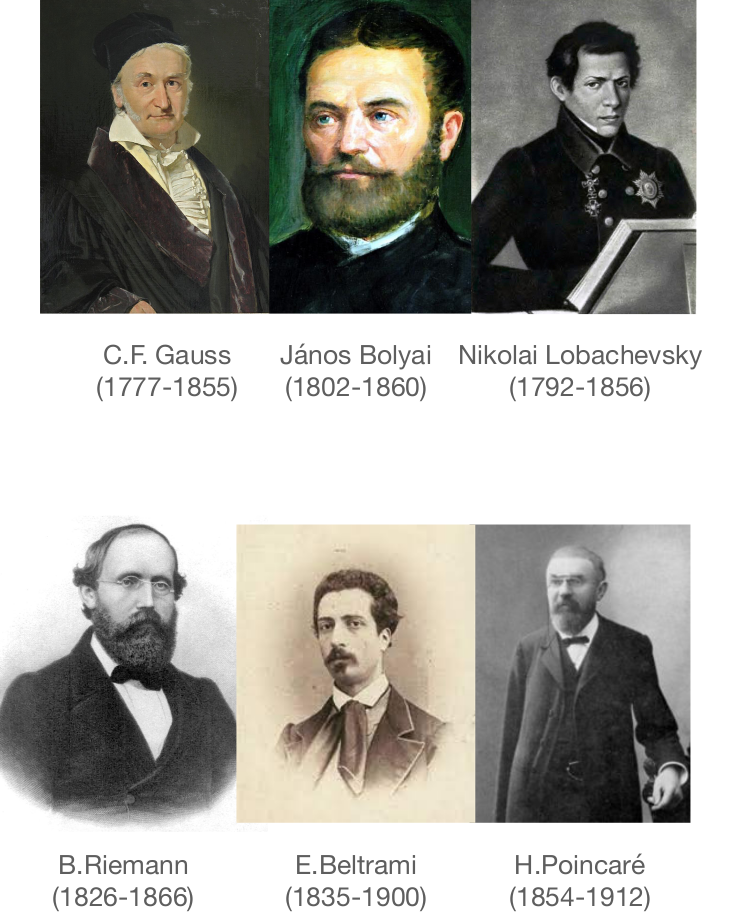 C.F. Gauss
(1777-1855)
János Bolyai
(1802-1860)
Nikolai Lobachevsky
(1792-1856)
B.Riemann
(1826-1866)
E.Beltrami
(1835-1900)
H.Poincaré
(1854-1912)